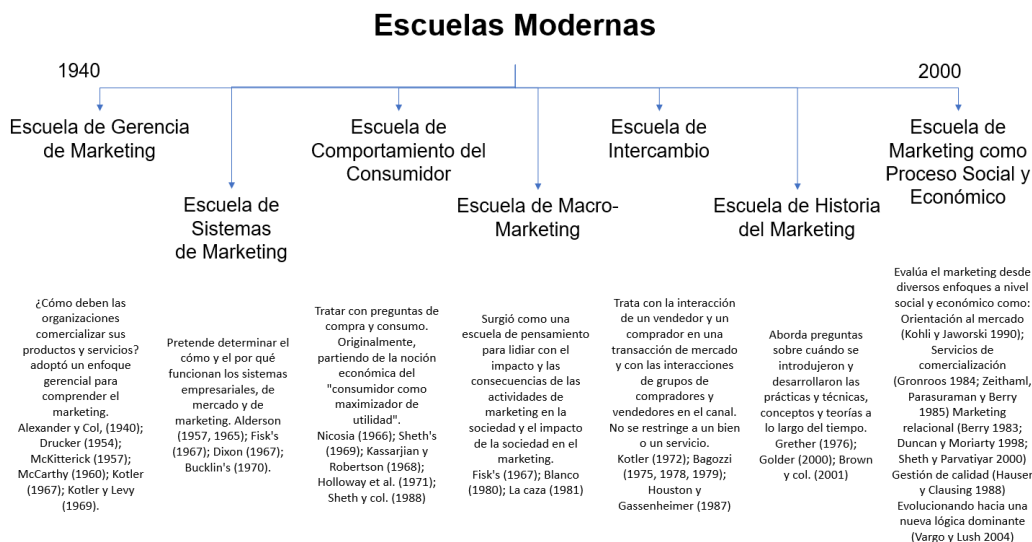 Escuelas Modernas
1940
2000
Escuela de Gerencia
de Marketing
Escuela de
Sistemas
de Marketing
Escuela de
Comportamiento del
Consumidor
Escuela de Macro-
Marketing
Escuela de
Intercambio
Escuela de Historia
del Marketing
Escuela de
Marketing como
Proceso Social y
Económico
¿Cómo deben las
organizaciones
comercializar sus
productos y servicios?
adoptó un enfoque
gerencial para
comprender el
marketing.
Alexander y Col, (1940);
Drucker (1954);
McKitterick (1957);
McCarthy (1960); Kotler
(1967); Kotler y Levy
(1969).
Pretende determinar el
cómo y el por qué
funcionan los sistemas
empresariales, de
mercado y de
marketing. Alderson
(1957, 1965); Fisk's
(1967); Dixon (1967);
Bucklin's (1970).
Tratar con preguntas de
compra y consumo.
Originalmente,
partiendo de la noción
económica del
"consumidor como
maximizador de
utilidad".
Nicosia (1966); Sheth's
(1969); Kassarjian y
Robertson (1968);
Holloway et al. (1971);
Sheth y col. (1988)
Surgió como una
escuela de pensamiento
para lidiar con el
impacto y las
consecuencias de las
actividades de
marketing en la
sociedad y el impacto
de la sociedad en el
marketing.
Fisk's (1967); Blanco
(1980); La caza (1981)
Trata con la interacción
de un vendedor y un
comprador en una
transacción de mercado
y con las interacciones
de grupos de
compradores y
vendedores en el canal.
No se restringe a un bien
o un servicio.
Kotler (1972); Bagozzi
(1975, 1978, 1979);
Houston y
Gassenheimer (1987)
Aborda preguntas
sobre cuándo se
introdujeron y
desarrollaron las
prácticas y técnicas,
conceptos y teorías a
lo largo del tiempo.
Grether (1976);
Golder (2000); Brown
y col. (2001)
Evalúa el marketing desde
diversos enfoques a nivel
social y económico como:
Orientación al mercado
(Kohli y Jaworski 1990);
Servicios de
comercialización
(Gronroos 1984; Zeithaml,
Parasuraman y Berry
1985) Marketing
relacional (Berry 1983;
Duncan y Moriarty 1998;
Sheth y Parvatiyar 2000)
Gestión de calidad (Hauser
y Clausing 1988)
Evolucionando hacia una
nueva lógica dominante
(Vargo y Lush 2004)